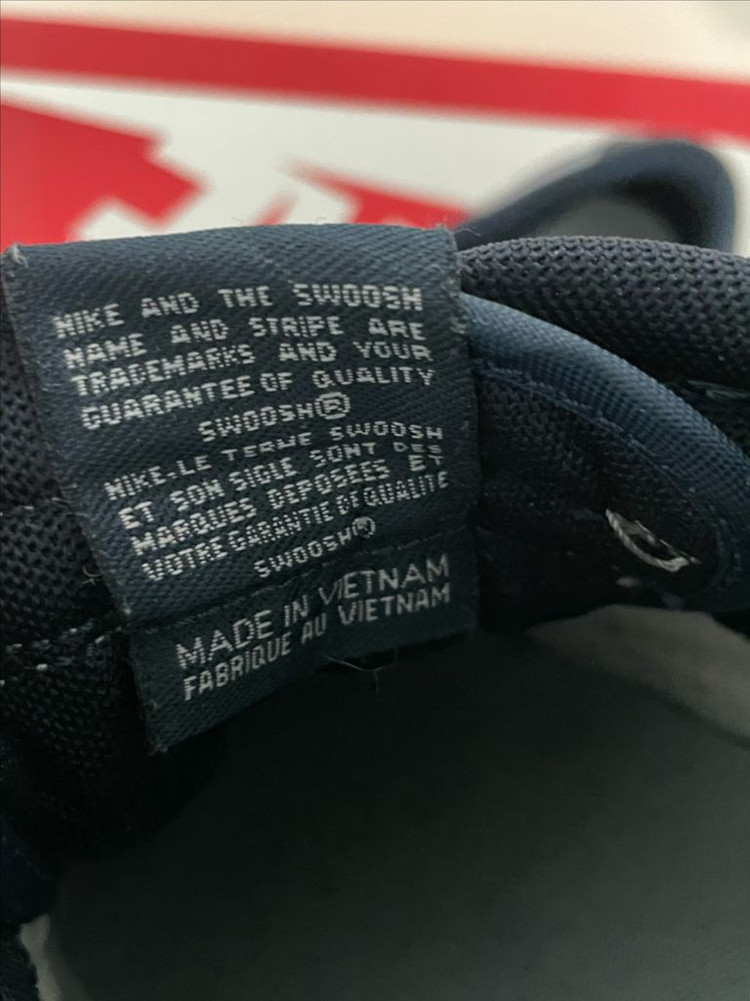 NIKE AND THE SWOOSH
NAME AND STRIPE ARE
TRADEMARKS AND YOUR
GUARANTEE OF QUALITY
SWOOSH®
NIKE-LE TERME SWOOSH
ET SON SIGLE SONT DES
MARQUES DEPOSEES ET
VOTRE GARANTIE DE QUALITE
SWOOSH®
MADE IN VIETNAM
FABRIQUE AU VIETNAM